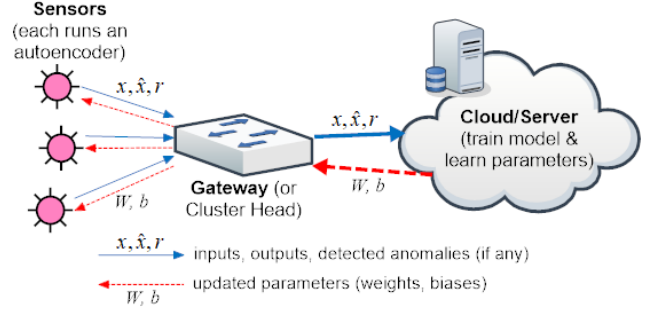 Sensors
(each runs an
autoencoder)
x, x̂, r
x, x̂, r
Cloud/Server
(train model &
learn parameters)
W, b
W, b
Gateway (or
Cluster Head)
x, x̂, r
inputs, outputs, detected anomalies (if any)
updated parameters (weights, biases)
W, b